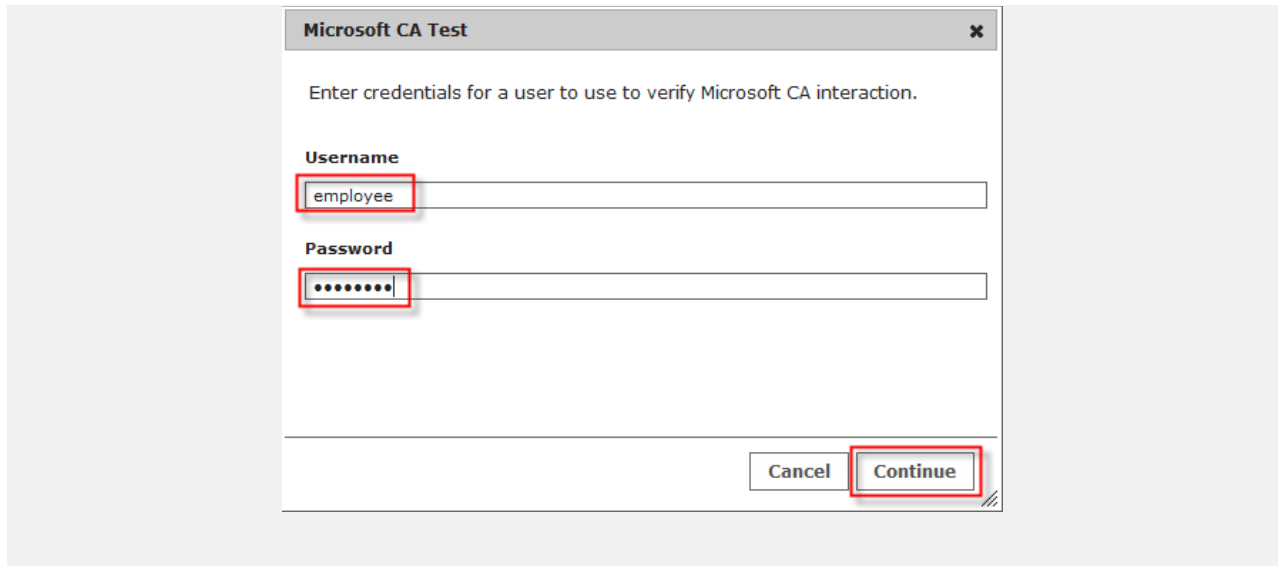 Microsoft CA Test
Enter credentials for a user to use to verify Microsoft CA interaction.
Username
employee
Password
••••••••
Cancel Continue